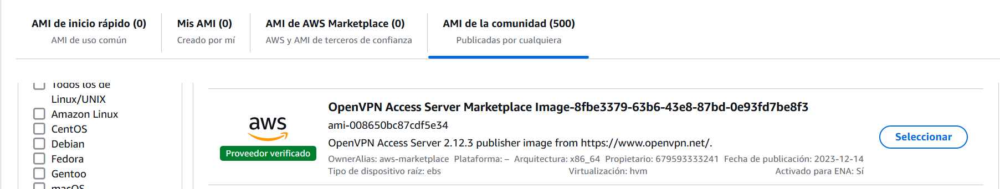 AMI de inicio rápido (0)
AMI de uso común
Mis AMI (0)
Creado por mí
AMI de AWS Marketplace (0)
AWS y AMI de terceros de confianza
AMI de la comunidad (500)
Publicadas por cualquiera
Todos los de
Linux/UNIX
Amazon Linux
CentOS
Debian
Fedora
Gentoo
macOS
aws
Proveedor verificado
OpenVPN Access Server Marketplace Image-8fbe3379-63b6-43e8-87bd-0e93fd7be8f3
ami-008650bc87cdf5e34
OpenVPN Access Server 2.12.3 publisher image from https://www.openvpn.net/.
OwnerAlias: aws-marketplace Plataforma: – Arquitectura: x86_64 Propietario: 679593333241 Fecha de publicación: 2023-12-14
Tipo de dispositivo raíz: ebs Virtualización: hvm Activado para ENA: Sí
Seleccionar